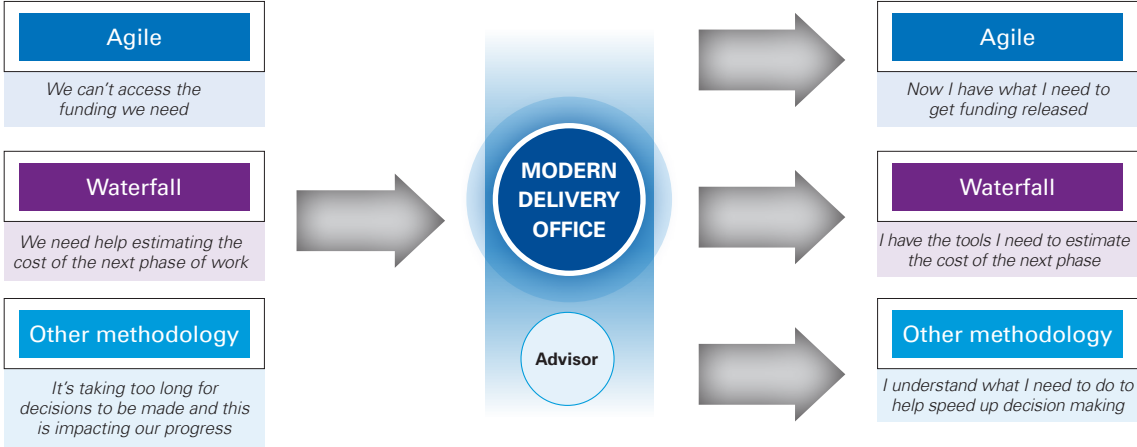 Agile
We can't access the
funding we need
Waterfall
We need help estimating the
cost of the next phase of work
Other methodology
It's taking too long for
decisions to be made and this
is impacting our progress
MODERN
DELIVERY
OFFICE
Advisor
Agile
Now I have what I need to
get funding released
Waterfall
I have the tools I need to estimate
the cost of the next phase
Other methodology
I understand what I need to do to
help speed up decision making